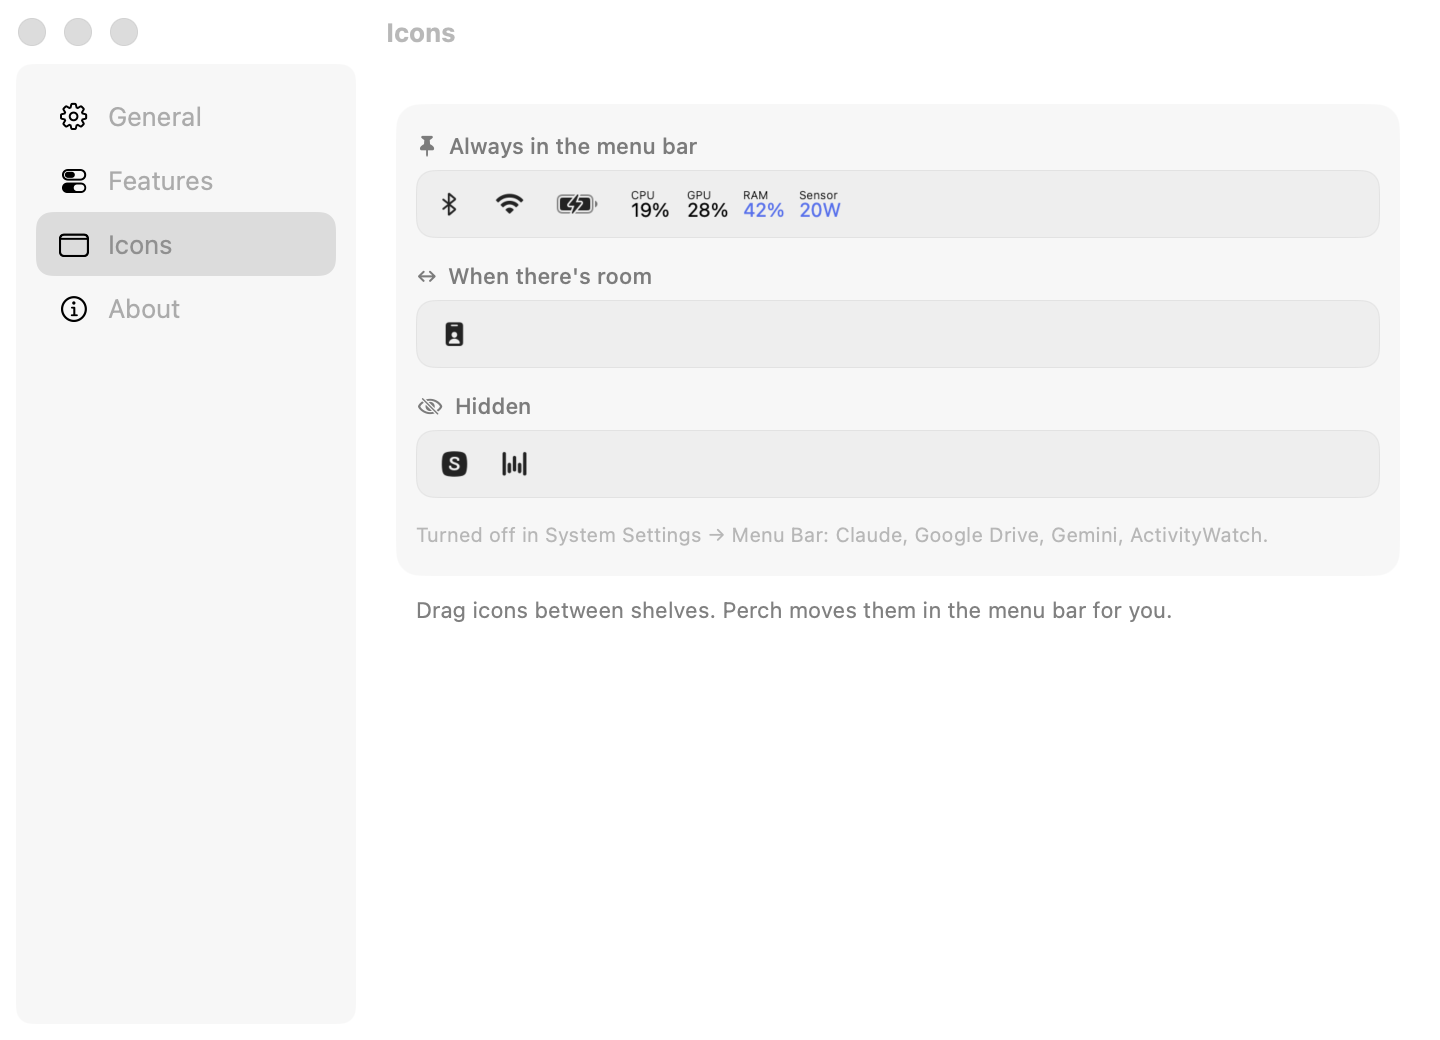 Icons
General
Features
Icons
About
Always in the menu bar
CPU GPU RAM Sensor
19% 28% 42% 20W
When there's room
Hidden
S
Turned off in System Settings → Menu Bar: Claude, Google Drive, Gemini, ActivityWatch.
Drag icons between shelves. Perch moves them in the menu bar for you.